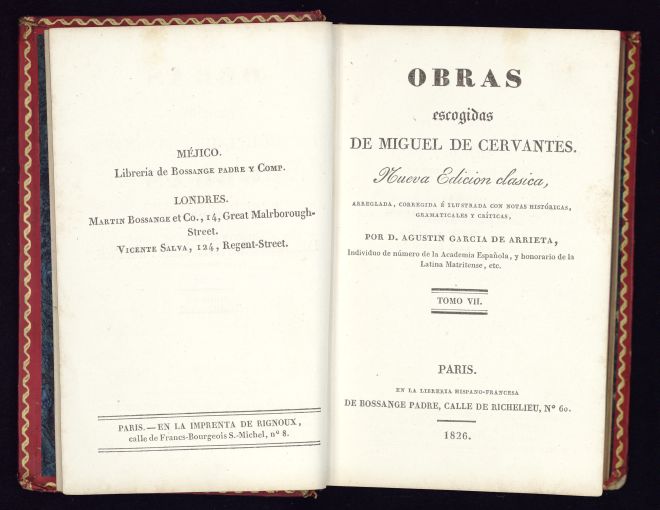 MÉJICO.
Libreria de BOSSANGE PADRE Y COMP.
LONDRES.
MARTIN BOSSANGE et Co., 14, Great Malrborough-
Street.
VICENTE SALVA, 124, Regent-Street.
PARIS.—EN LA IMPRENTA DE RIGNOUX,
calle de Francs-Bourgeois S.-Michel, nº 8.
OBRAS
escogidas
DE MIGUEL DE CERVANTES.
Nueva Edicion clasica,
ARREGLADA, CORREGIDA É ILUSTRADA CON NOTAS HISTÓRICAS,
GRAMATICALES Y CRÍTICAS,
POR D. AGUSTIN GARCIA DE ARRIETA,
Individuo de número de la Academia Española, y honorario de la
Latina Matritense, etc.
TOMO VII.
PARIS.
EN LA LIBRERIA HISPANO-FRANCESA
DE BOSSANGE PADRE, CALLE DE RICHELIEU, Nº 60.
1826.